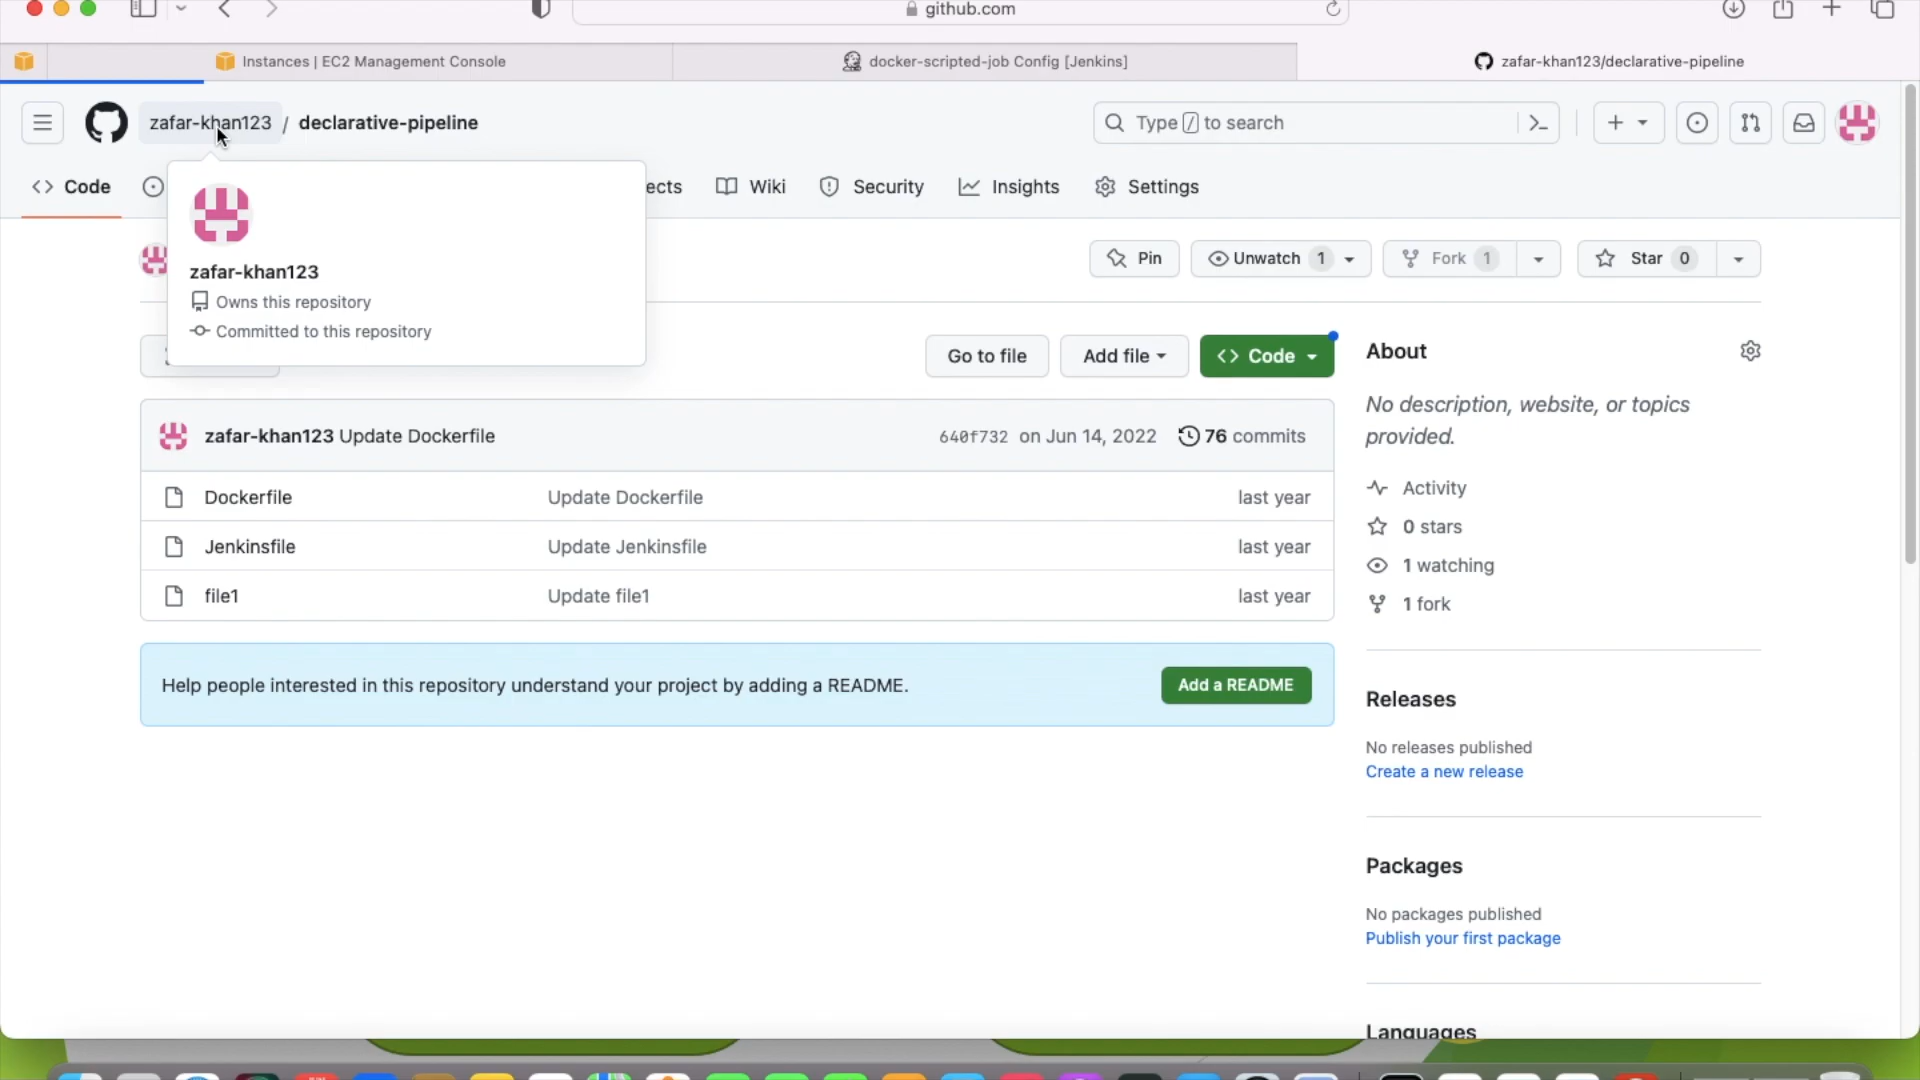 github.com
Instances | EC2 Management Console
docker-scripted-job Config [Jenkins]
zafar-khan123/declarative-pipeline
zafar-khan123 / declarative-pipeline
Type / to search
Code
ects
Wiki
Security
Insights
Settings
zafar-khan123
Owns this repository
Committed to this repository
Pin
Unwatch 1
Fork 1
Star 0
Go to file
Add file
Code
zafar-khan123 Update Dockerfile
640f732 on Jun 14, 2022
76 commits
Dockerfile
Update Dockerfile
last year
Jenkinsfile
Update Jenkinsfile
last year
file1
Update file1
last year
Help people interested in this repository understand your project by adding a README.
Add a README
About
No description, website, or topics
provided.
Activity
0 stars
1 watching
1 fork
Releases
No releases published
Create a new release
Packages
No packages published
Publish your first package
Languages